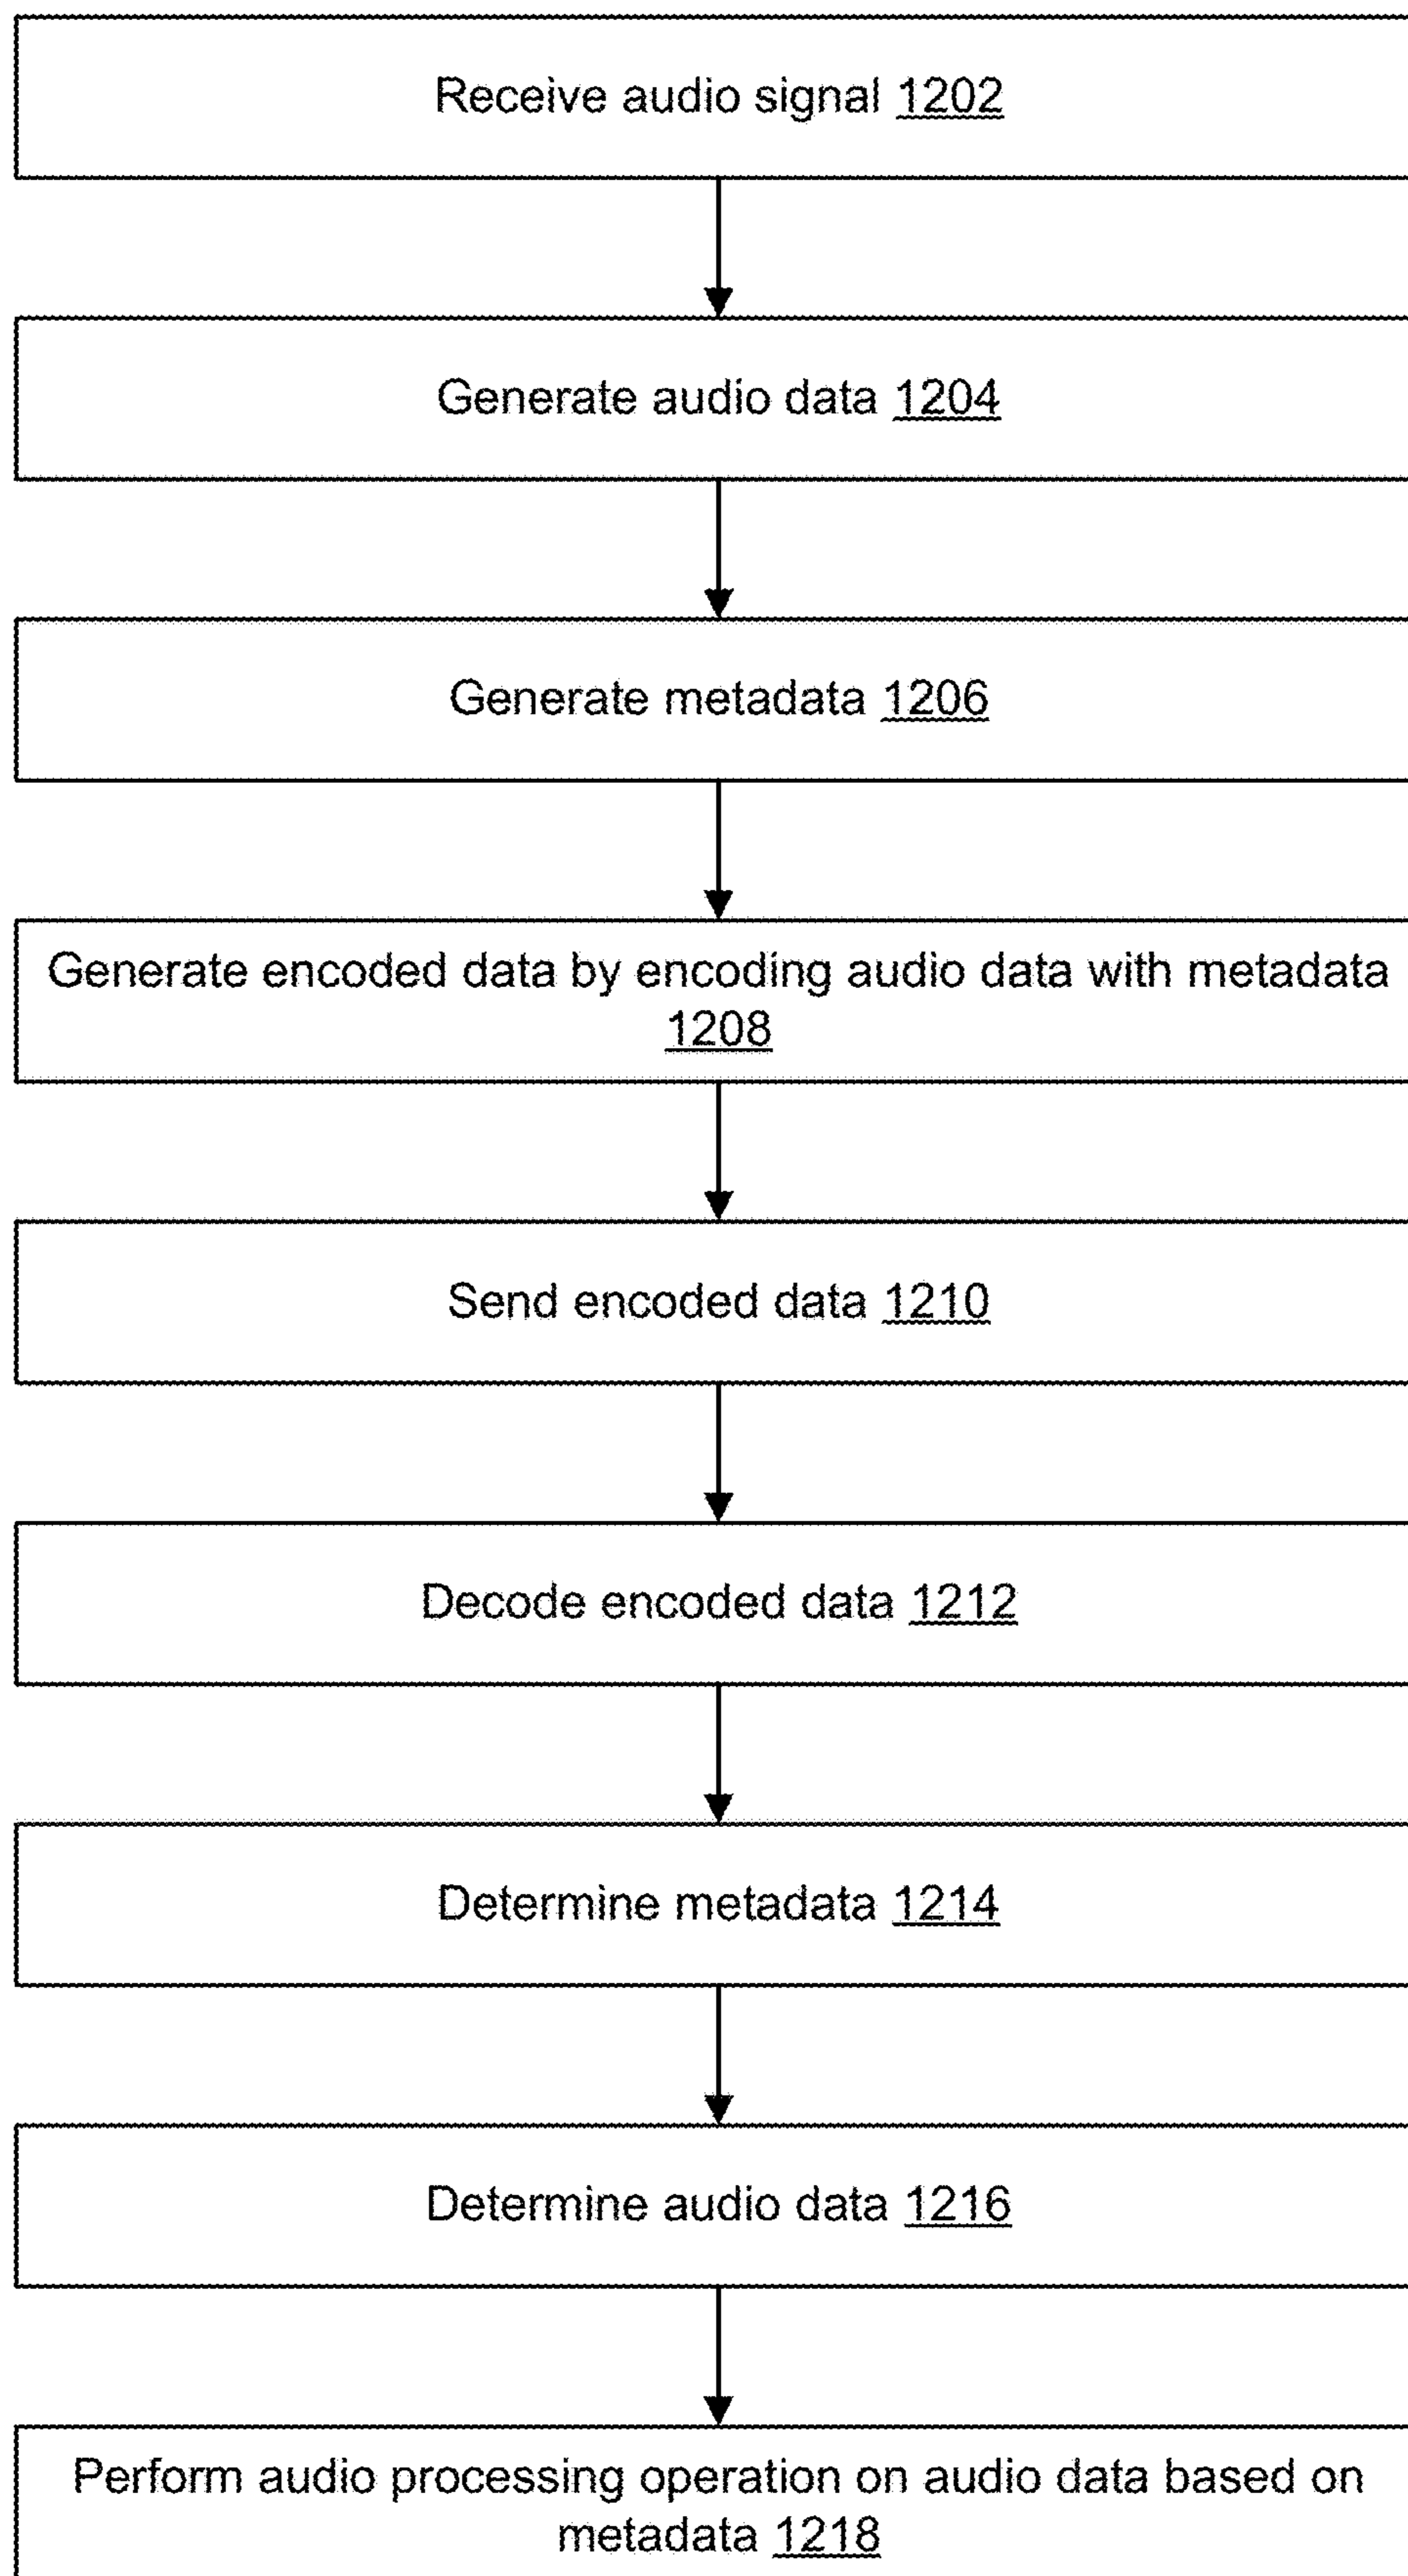 Receive audio signal 1202
Generate audio data 1204
Generate metadata 1206
Generate encoded data by encoding audio data with metadata
1208
Send encoded data 1210
Decode encoded data 1212
Determine metadata 1214
Determine audio data 1216
Perform audio processing operation on audio data based on
metadata 1218